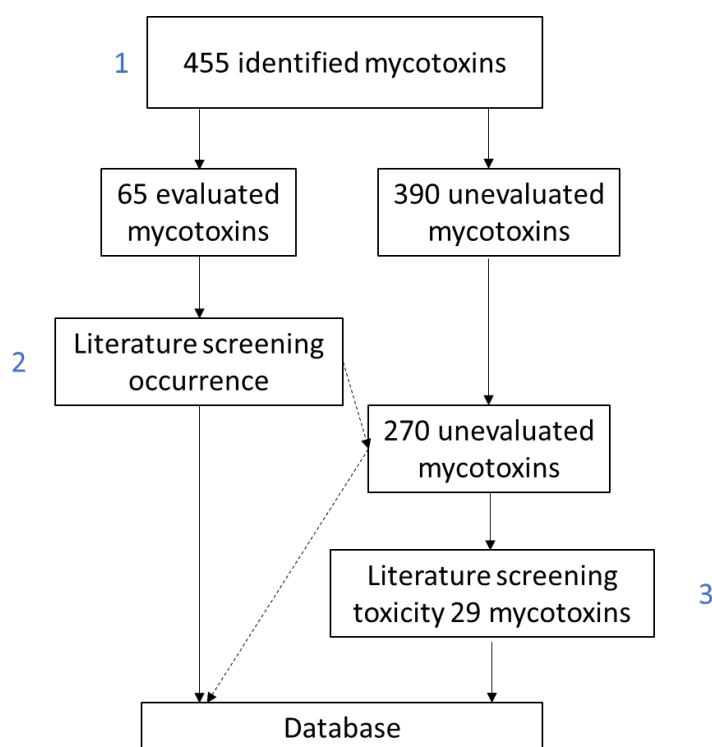 1
455 identified mycotoxins
65 evaluated
mycotoxins
390 unevaluated
mycotoxins
2
Literature screening
occurrence
270 unevaluated
mycotoxins
Literature screening
toxicity 29 mycotoxins
3
Database